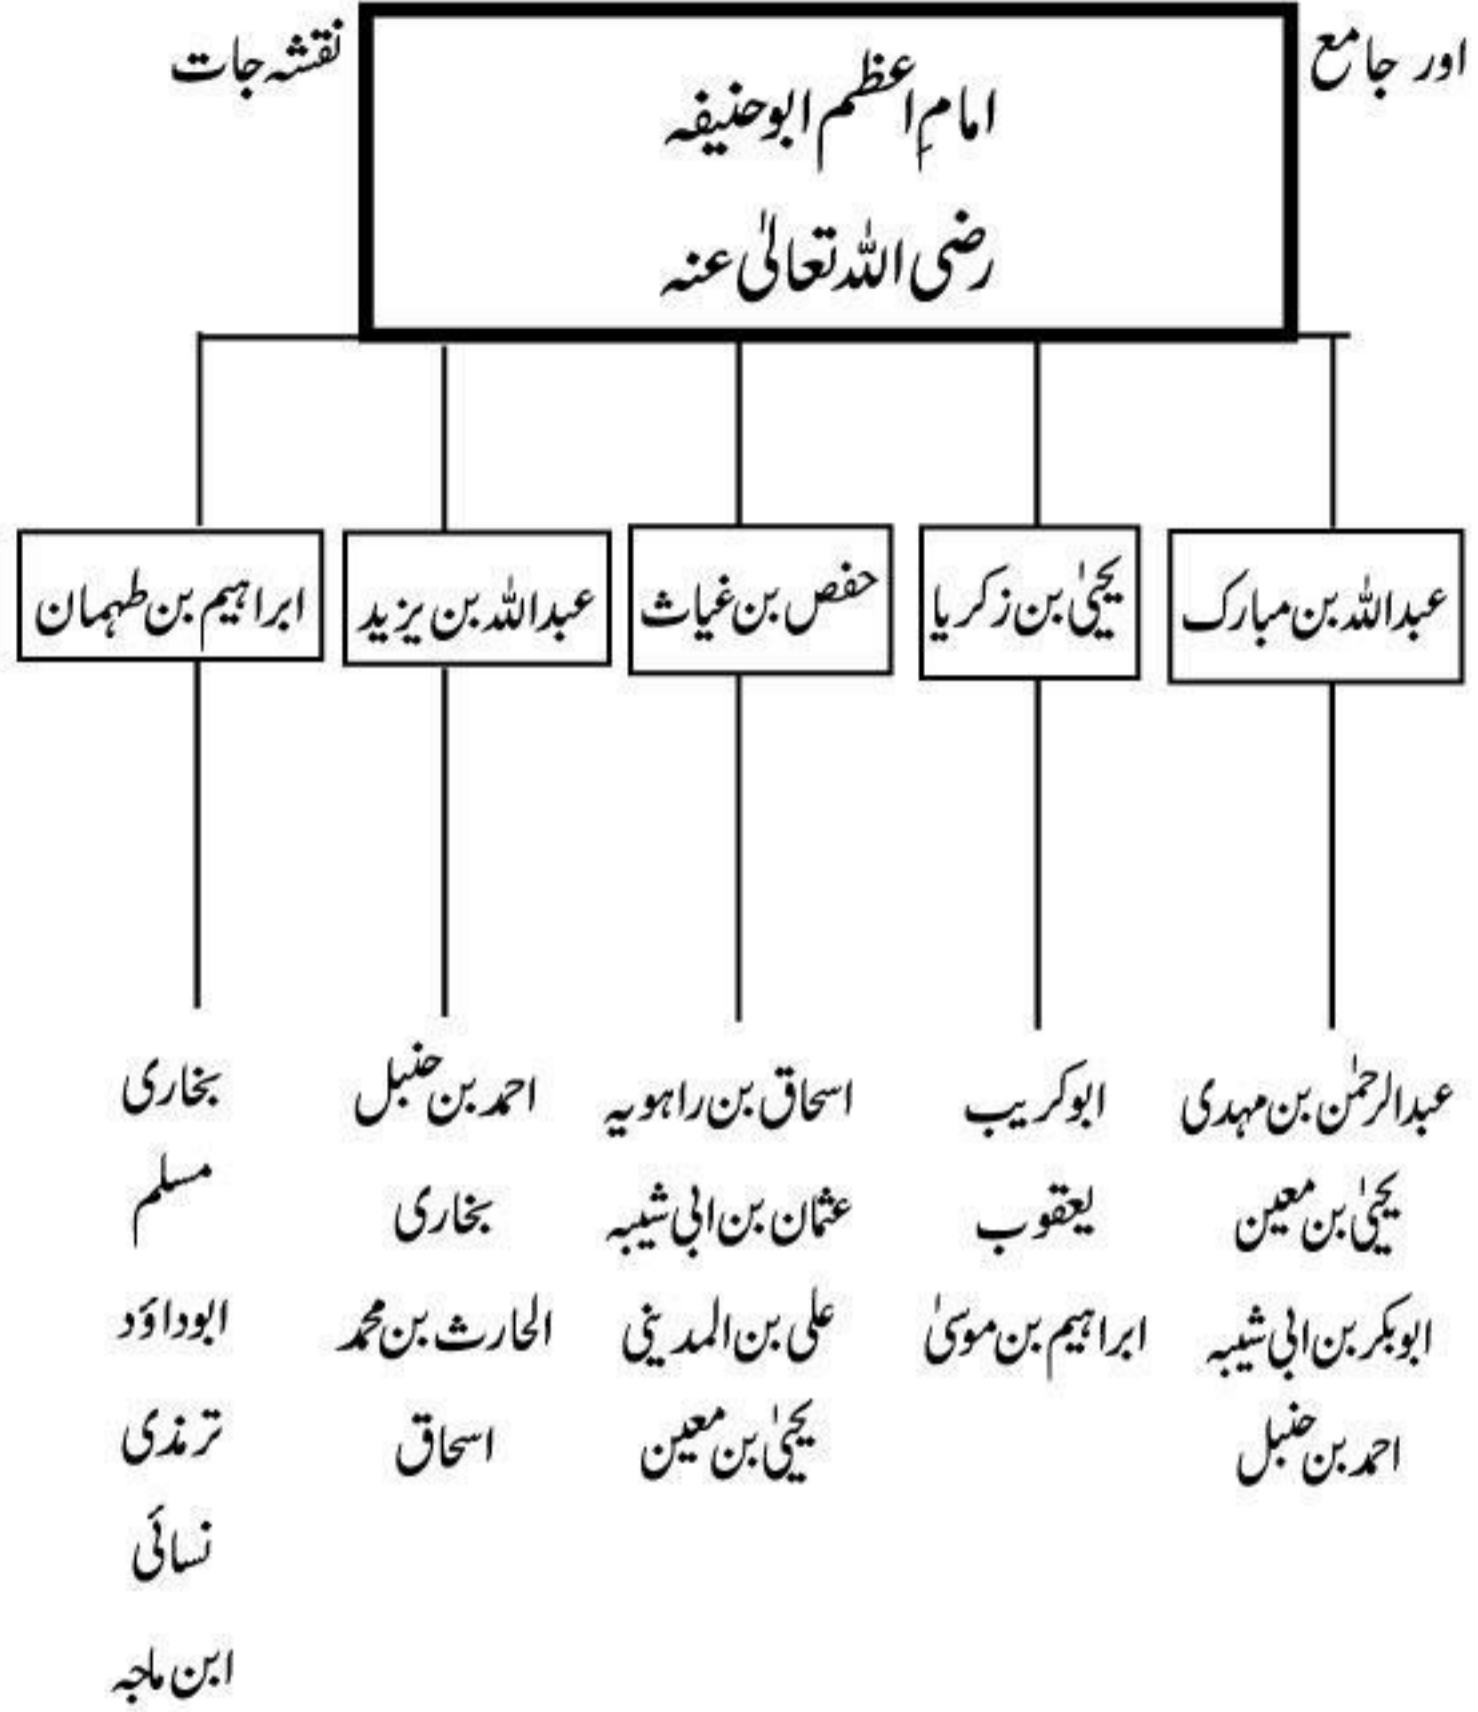 اور جامع
نقشہ جات
امامِ اعظم ابوحنیفہ
رضی اللہ تعالیٰ عنہ
عبداللہ بن مبارک
یحییٰ بن زکریا
حفص بن غیاث
عبداللہ بن یزید
ابراہیم بن طہمان
عبدالرحمٰن بن مہدی
یحییٰ بن معین
ابوبکر بن ابی شیبہ
احمد بن حنبل
ابوکریب
یعقوب
ابراہیم بن موسیٰ
اسحاق بن راہویہ
عثمان بن ابی شیبہ
علی بن المدینی
یحییٰ بن معین
احمد بن حنبل
بخاری
الحارث بن محمد
اسحاق
بخاری
مسلم
ابوداؤد
ترمذی
نسائی
ابن ماجہ